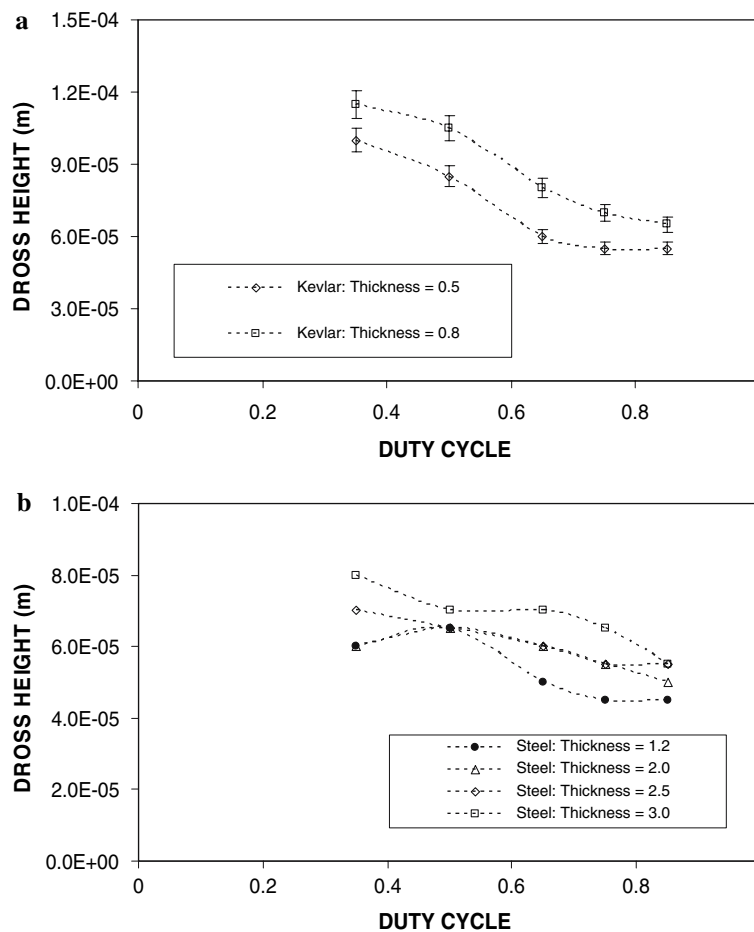 a
1.5E-04
1.2E-04
9.0E-05
6.0E-05
3.0E-05
0.0E+00
DROSS HEIGHT (m)
Kevlar: Thickness = 0.5
Kevlar: Thickness = 0.8
0 0.2 0.4 0.6 0.8
DUTY CYCLE
b
1.0E-04
8.0E-05
6.0E-05
4.0E-05
2.0E-05
0.0E+00
DROSS HEIGHT (m)
Steel: Thickness = 1.2
Steel: Thickness = 2.0
Steel: Thickness = 2.5
Steel: Thickness = 3.0
0 0.2 0.4 0.6 0.8
DUTY CYCLE